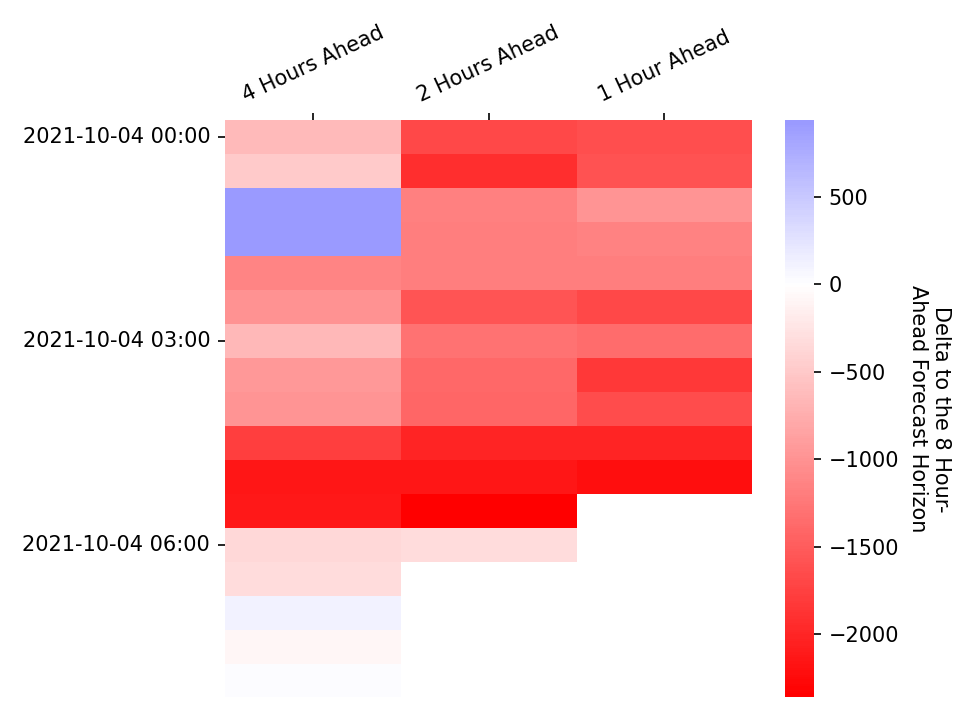 4 Hours Ahead
2 Hours Ahead
1 Hour Ahead
2021-10-04 00:00
2021-10-04 03:00
2021-10-04 06:00
500
0
−500
−1000
−1500
−2000
Delta to the 8 Hour-
Ahead Forecast Horizon